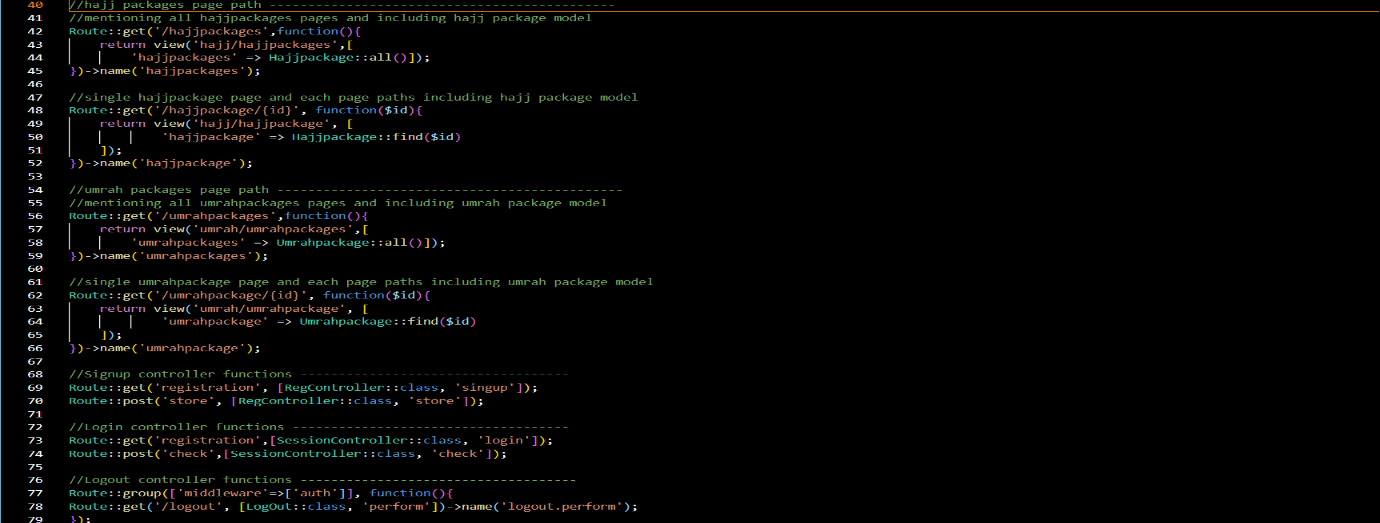 40 //hajj packages page path ---------------------------------------------
41 //mentioning all hajjpackages pages and including hajj package model
42 Route::get('/hajjpackages',function(){
43     return view('hajj/hajjpackages',[
44         'hajjpackages' => Hajjpackage::all()]);
45 })->name('hajjpackages');
46
47 //single hajjpackage page and each page paths including hajj package model
48 Route::get('/hajjpackage/{id}', function($id){
49     return view('hajj/hajjpackage', [
50             'hajjpackage' => Hajjpackage::find($id)
51     ]);
52 })->name('hajjpackage');
53
54 //umrah packages page path ---------------------------------------------
55 //mentioning all umrahpackages pages and including umrah package model
56 Route::get('/umrahpackages',function(){
57     return view('umrah/umrahpackages',[
58         'umrahpackages' => Umrahpackage::all()]);
59 })->name('umrahpackages');
60
61 //single umrahpackage page and each page paths including umrah package model
62 Route::get('/umrahpackage/{id}', function($id){
63     return view('umrah/umrahpackage', [
64             'umrahpackage' => Umrahpackage::find($id)
65     ]);
66 })->name('umrahpackage');
67
68 //Signup controller functions -----------------------------------
69 Route::get('registration', [RegController::class, 'singup']);
70 Route::post('store', [RegController::class, 'store']);
71
72 //Login controller functions ------------------------------------
73 Route::get('registration',[SessionController::class, 'login']);
74 Route::post('check',[SessionController::class, 'check']);
75
76 //Logout controller functions ------------------------------------
77 Route::group(['middleware'=>['auth']], function(){
78 Route::get('/logout', [LogOut::class, 'perform'])->name('logout.perform');
79 });